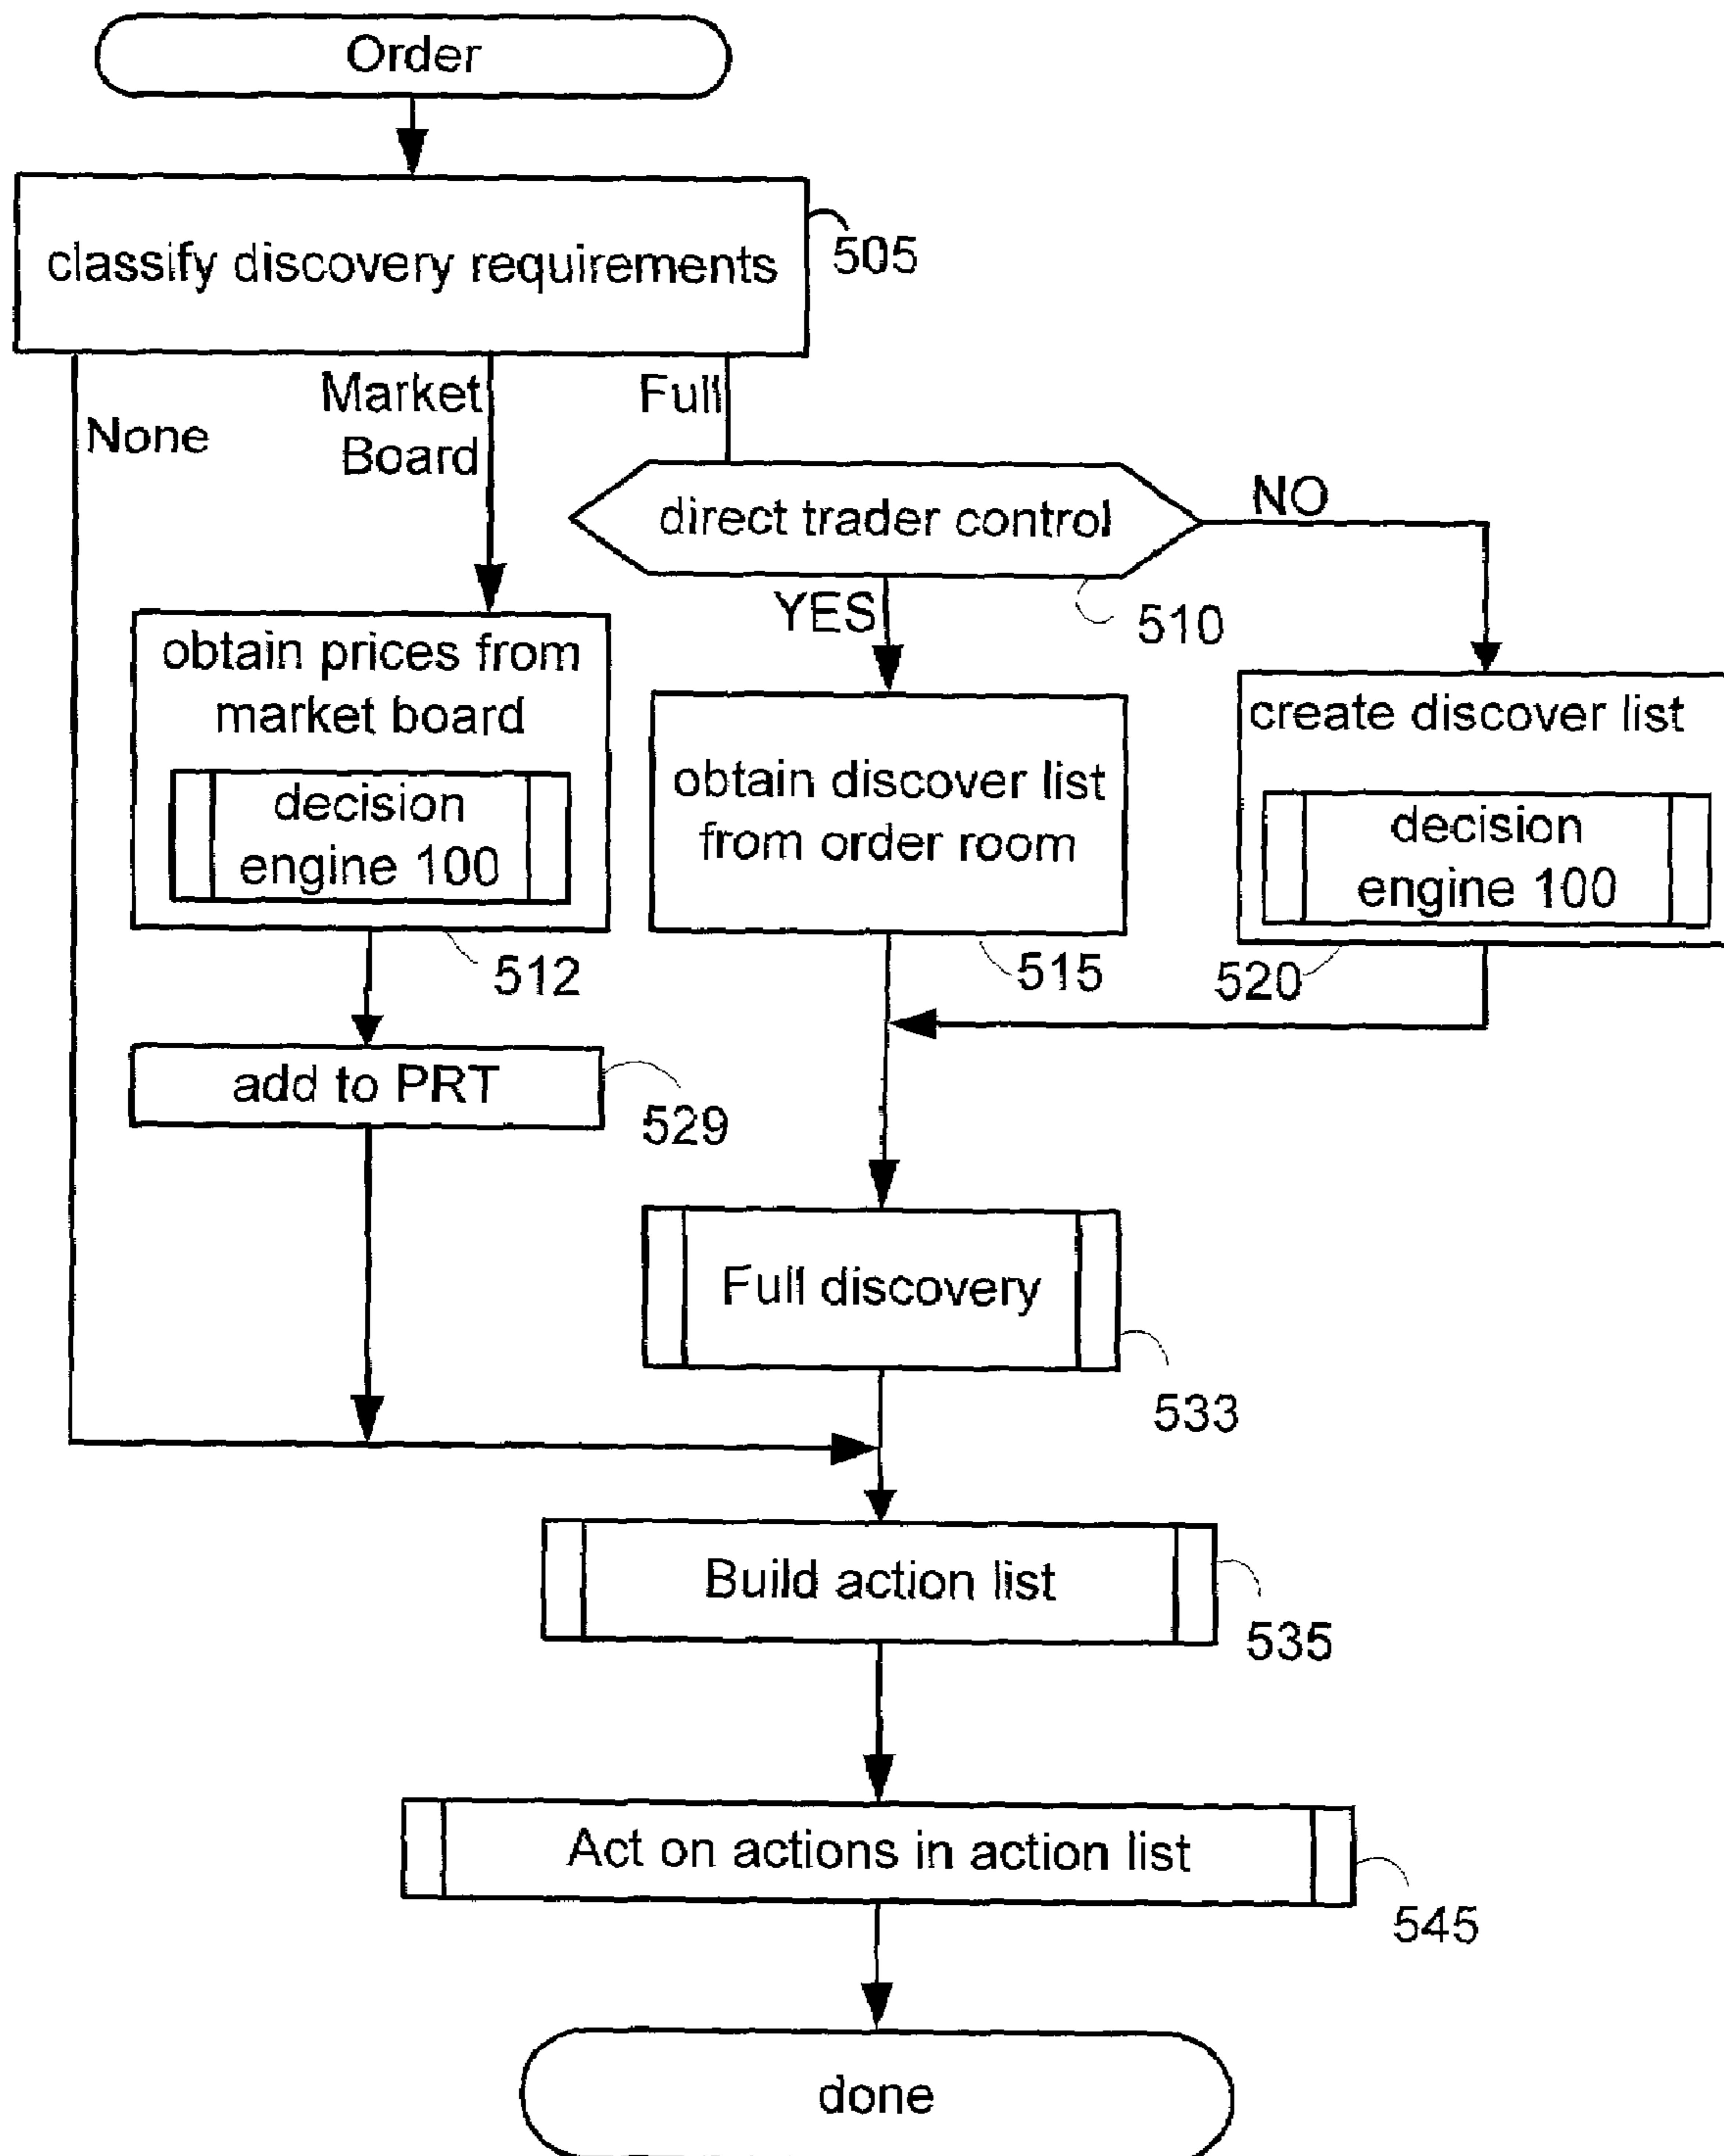 Order
classify discovery requirements
505
None
Market
Board
Full
direct trader control
NO
YES
510
obtain prices from
market board
decision
engine 100
512
obtain discover list
from order room
515
create discover list
decision
engine 100
520
add to PRT
529
Full discovery
533
Build action list
535
Act on actions in action list
545
done